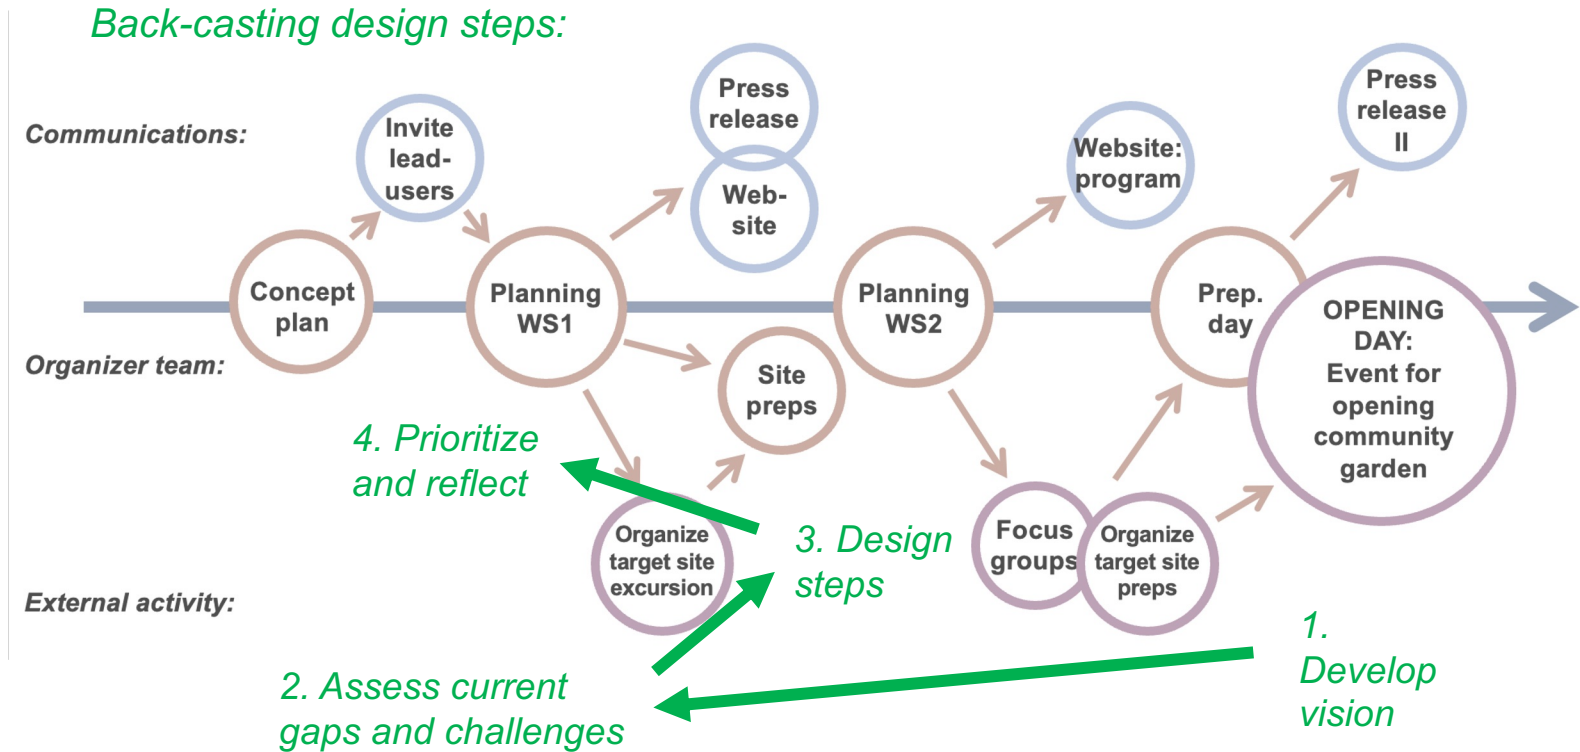 Back-casting design steps:
Communications:
Invite
lead-
users
Press
release
Web-
site
Website:
program
Press
release
II
Concept
plan
Planning
WS1
Planning
WS2
Prep.
day
OPENING
DAY:
Event for
opening
community
garden
Organizer team:
Site
preps
4. Prioritize
and reflect
Organize
target site
excursion
3. Design
steps
Focus
groups
Organize
target site
preps
External activity:
1.
Develop
vision
2. Assess current
gaps and challenges